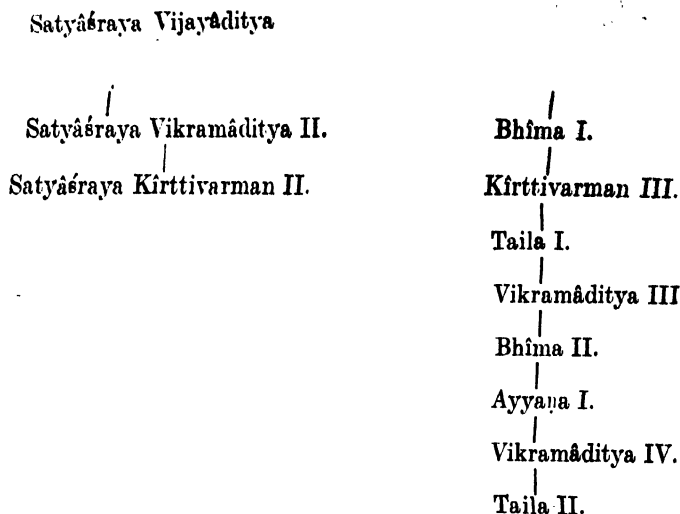 Satyâśraya Vijayâditya
Satyâśraya Vikramâditya II.
Bhîma I.
Satyâśraya Kîrttivarman II.
Kîrttivarman III.
Taila I.
Vikramâditya III
Bhîma II.
Ayyaṇa I.
Vikramâditya IV.
Taila II.